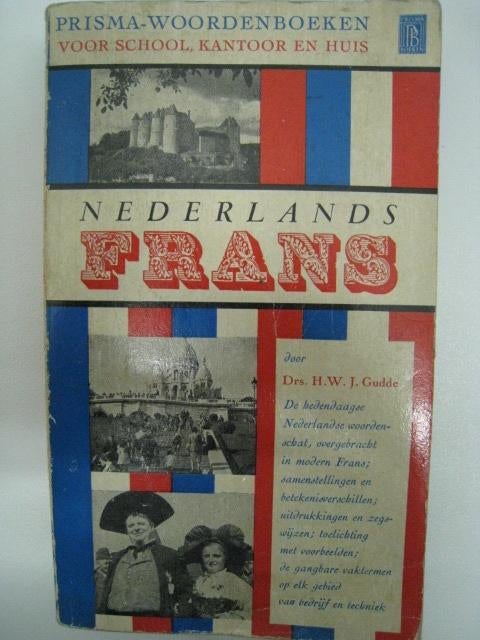 PRISMA-WOORDENBOEKEN
VOOR SCHOOL, KANTOOR EN HUIS
PRISMA
BOEKEN
NEDERLANDS
FRANS
door
Drs. H.W. J. Gudde
De hedendaagse
Nederlandse woorden-
schat, overgebracht
in modern Frans;
samenstellingen en
betekenisverschillen;
uitdrukkingen en zegs-
wijzen; toelichting
met voorbeelden;
de gangbare vaktermen
op elk gebied
van bedrijf en techniek